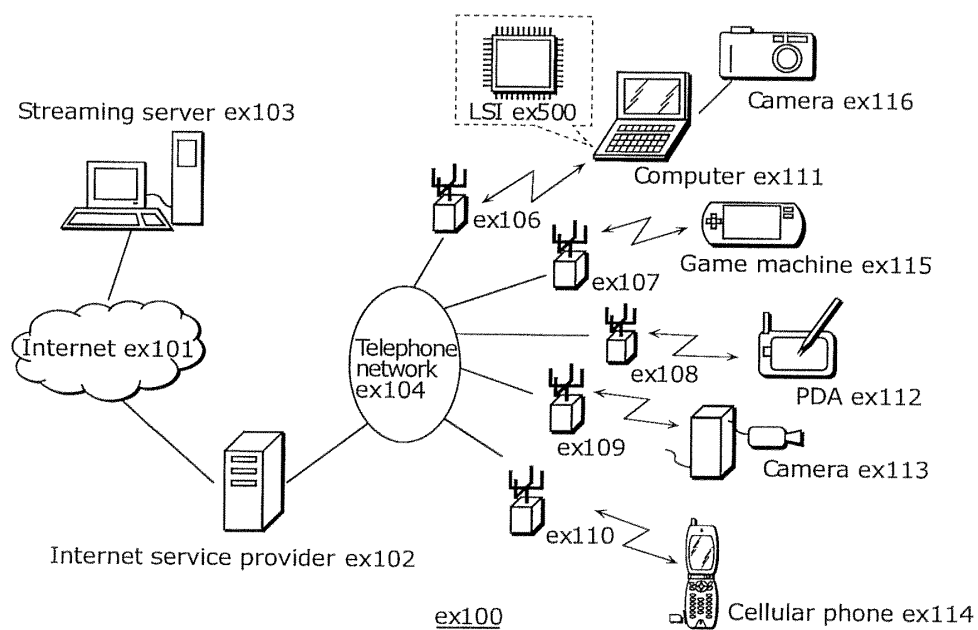 Streaming server ex103
LSI ex500
Camera ex116
Computer ex111
ex106
Game machine ex115
ex107
Internet ex101
Telephone
network
ex104
ex108
PDA ex112
ex109
Camera ex113
Internet service provider ex102
ex110
Cellular phone ex114
ex100